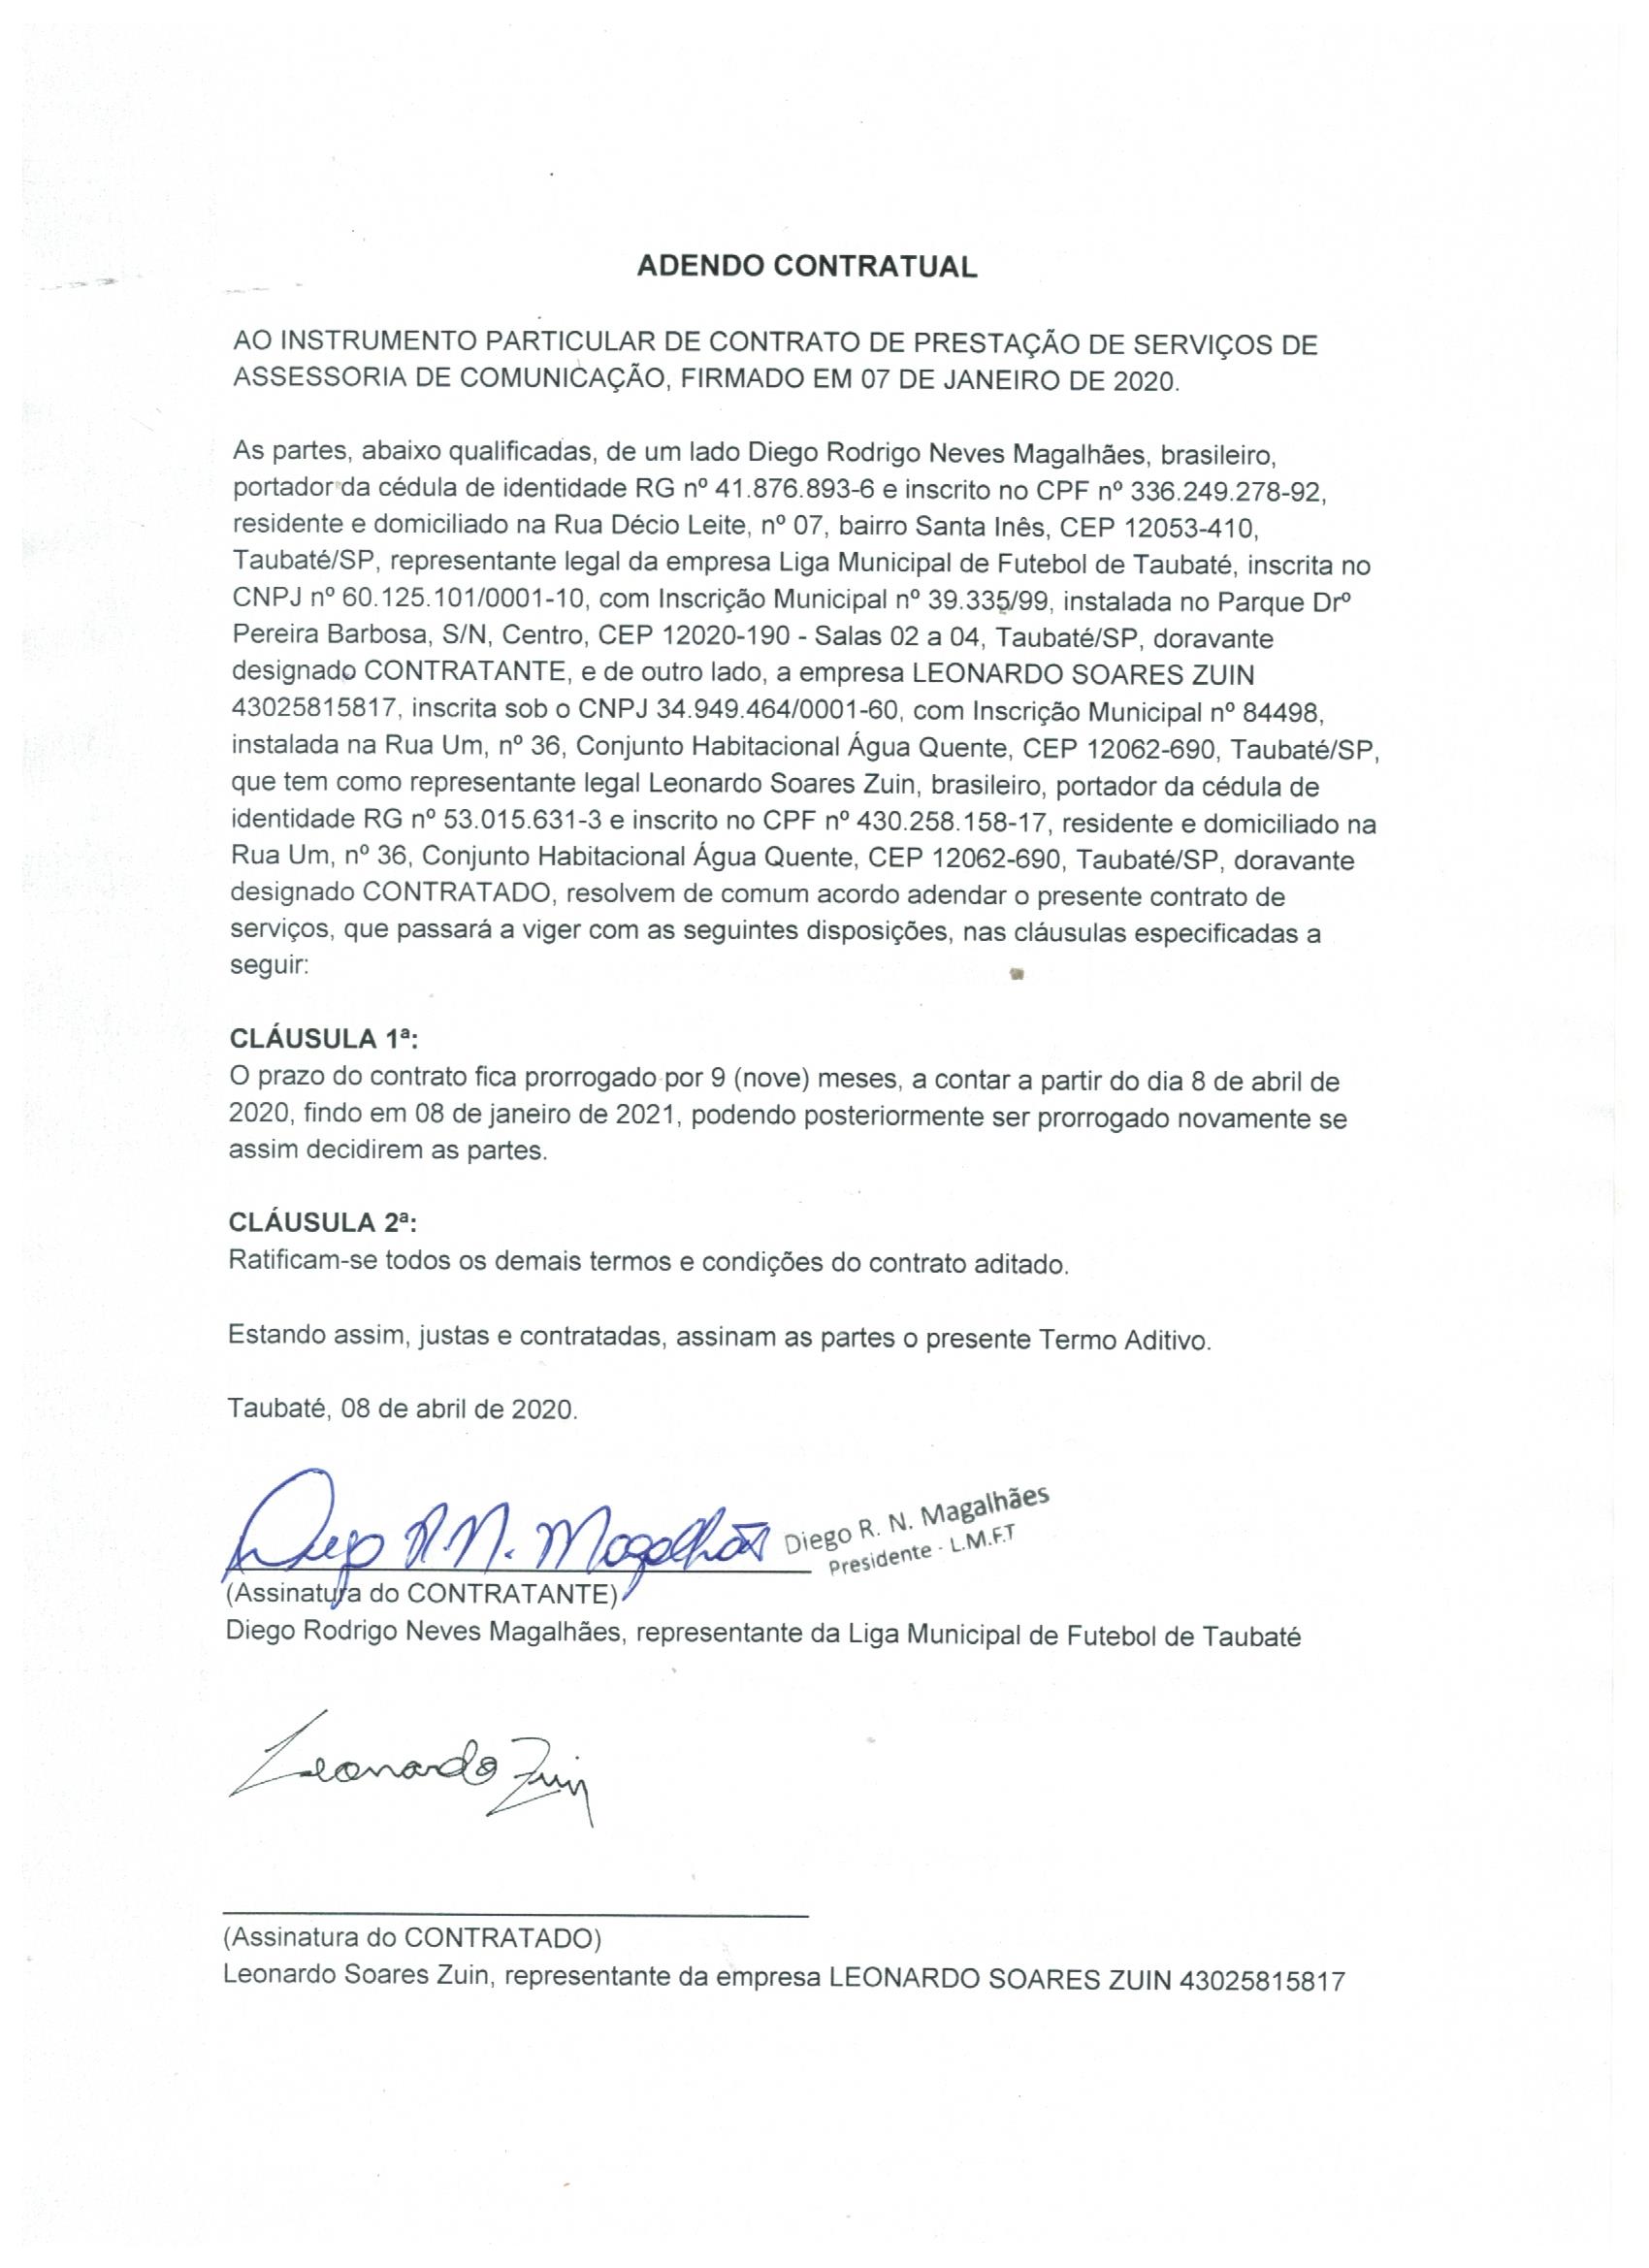 ADENDO CONTRATUAL
AO INSTRUMENTO PARTICULAR DE CONTRATO DE PRESTAÇÃO DE SERVIÇOS DE
ASSESSORIA DE COMUNICAÇÃO, FIRMADO EM 07 DE JANEIRO DE 2020.
As partes, abaixo qualificadas, de um lado Diego Rodrigo Neves Magalhães, brasileiro,
portador da cédula de identidade RG nº 41.876.893-6 e inscrito no CPF nº 336.249.278-92,
residente e domiciliado na Rua Décio Leite, nº 07, bairro Santa Inês, CEP 12053-410,
Taubaté/SP, representante legal da empresa Liga Municipal de Futebol de Taubaté, inscrita no
CNPJ nº 60.125.101/0001-10, com Inscrição Municipal nº 39.335/99, instalada no Parque Drº
Pereira Barbosa, S/N, Centro, CEP 12020-190 - Salas 02 a 04, Taubaté/SP, doravante
designado CONTRATANTE, e de outro lado, a empresa LEONARDO SOARES ZUIN
43025815817, inscrita sob o CNPJ 34.949.464/0001-60, com Inscrição Municipal nº 84498,
instalada na Rua Um, nº 36, Conjunto Habitacional Água Quente, CEP 12062-690, Taubaté/SP,
que tem como representante legal Leonardo Soares Zuin, brasileiro, portador da cédula de
identidade RG nº 53.015.631-3 e inscrito no CPF nº 430.258.158-17, residente e domiciliado na
Rua Um, nº 36, Conjunto Habitacional Água Quente, CEP 12062-690, Taubaté/SP, doravante
designado CONTRATADO, resolvem de comum acordo adendar o presente contrato de
serviços, que passará a viger com as seguintes disposições, nas cláusulas especificadas a
seguir:
CLÁUSULA 1ª:
O prazo do contrato fica prorrogado por 9 (nove) meses, a contar a partir do dia 8 de abril de
2020, findo em 08 de janeiro de 2021, podendo posteriormente ser prorrogado novamente se
assim decidirem as partes.
CLÁUSULA 2ª:
Ratificam-se todos os demais termos e condições do contrato aditado.
Estando assim, justas e contratadas, assinam as partes o presente Termo Aditivo.
Taubaté, 08 de abril de 2020.
Diego R.N. Magalhães
Diego R. N. Magalhães
Presidente - L.M.F.T
(Assinatura do CONTRATANTE)
Diego Rodrigo Neves Magalhães, representante da Liga Municipal de Futebol de Taubaté
Leonardo Zuin
(Assinatura do CONTRATADO)
Leonardo Soares Zuin, representante da empresa LEONARDO SOARES ZUIN 43025815817